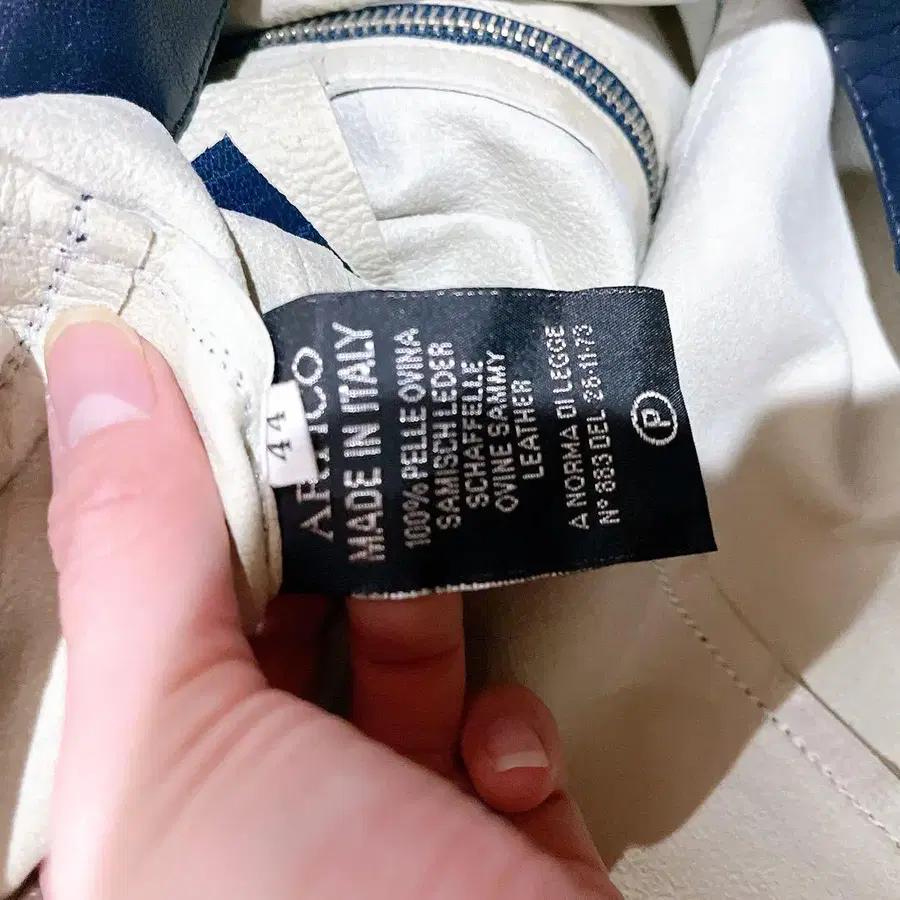 44
MADE IN ITALY
100% PELLE OVINA
SAMISCH LEDER
SCHAFFELLE
OVINE SAMMY
LEATHER
A NORMA DI LEGGE
Nº 883 DEL 26-11-73
P